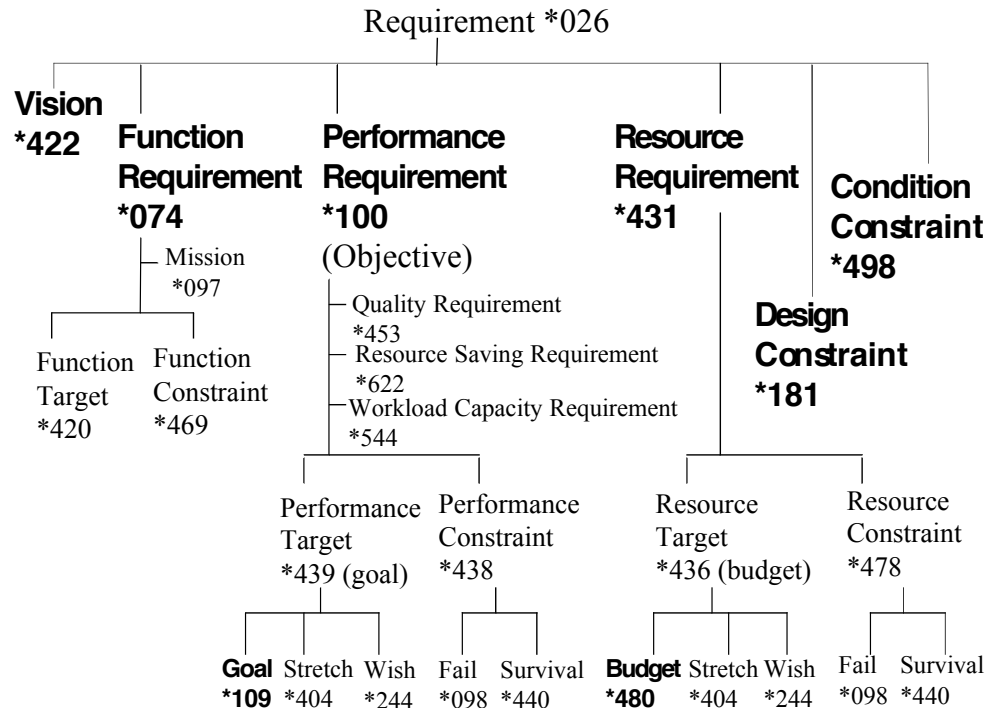 Requirement *026
Vision
*422
Function
Requirement
*074
Performance
Requirement
*100
(Objective)
Resource
Requirement
*431
Condition
Constraint
*498
Design
Constraint
*181
Mission
*097
Function
Target
*420
Function
Constraint
*469
Quality Requirement
*453
Resource Saving Requirement
*622
Workload Capacity Requirement
*544
Performance
Target
*439 (goal)
Performance
Constraint
*438
Resource
Target
*436 (budget)
Resource
Constraint
*478
Goal
*109
Stretch
*404
Wish
*244
Fail
*098
Survival
*440
Budget
*480
Stretch
*404
Wish
*244
Fail
*098
Survival
*440